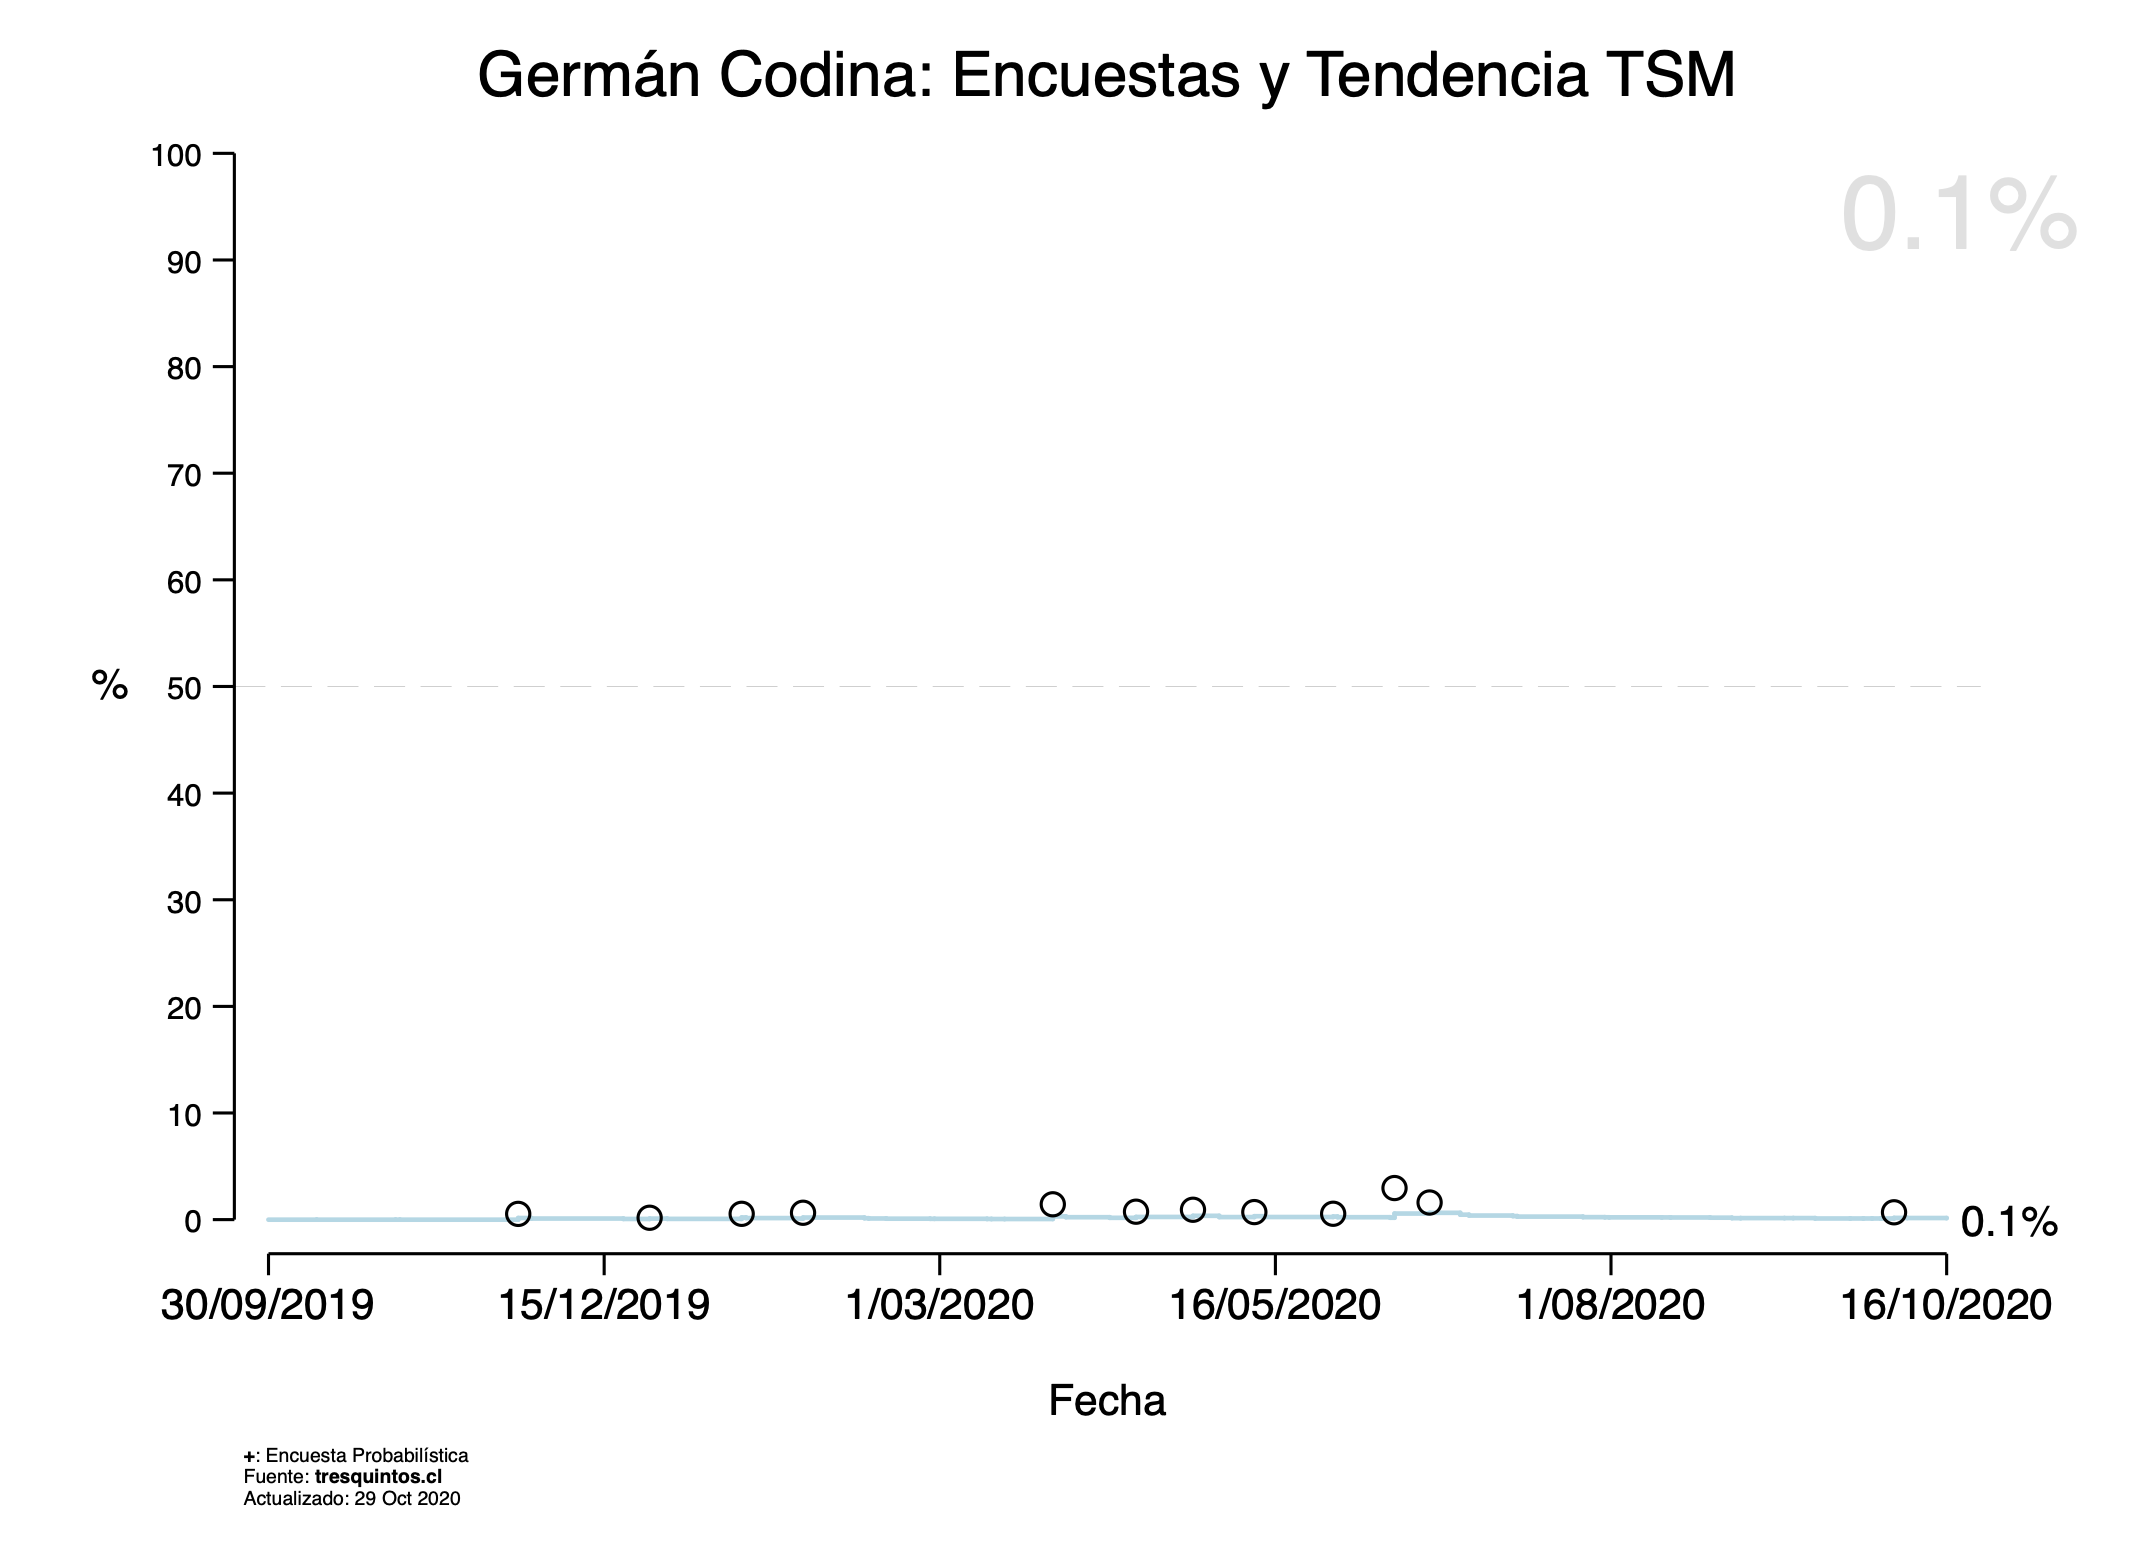 Germán Codina: Encuestas y Tendencia TSM
0.1%
100
90
80
70
60
50
40
30
20
10
0
%
0.1%
30/09/2019 15/12/2019 1/03/2020 16/05/2020 1/08/2020 16/10/2020
Fecha
+: Encuesta Probabilística
Fuente: tresquintos.cl
Actualizado: 29 Oct 2020